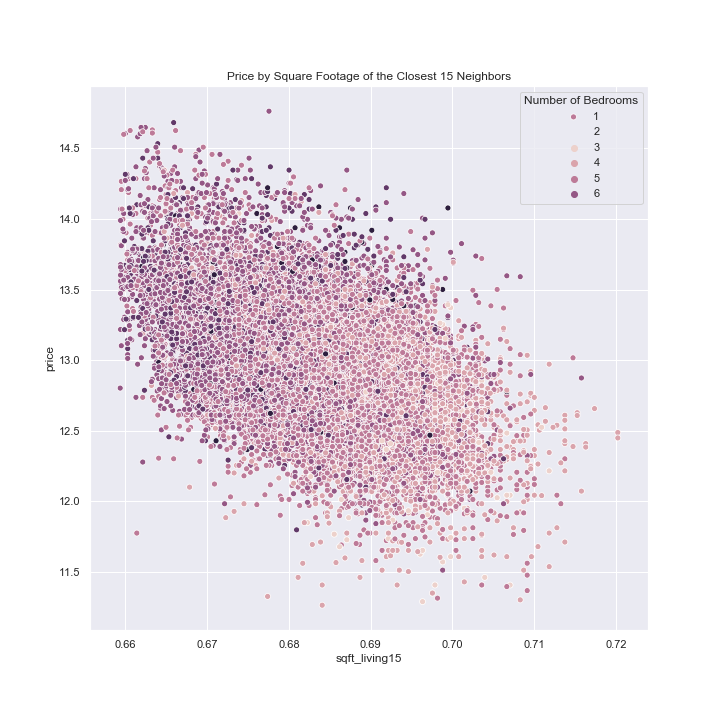 Price by Square Footage of the Closest 15 Neighbors
Number of Bedrooms
1
2
3
4
5
6
14.5
14.0
13.5
13.0
12.5
12.0
11.5
price
0.66 0.67 0.68 0.69 0.70 0.71 0.72
sqft_living15